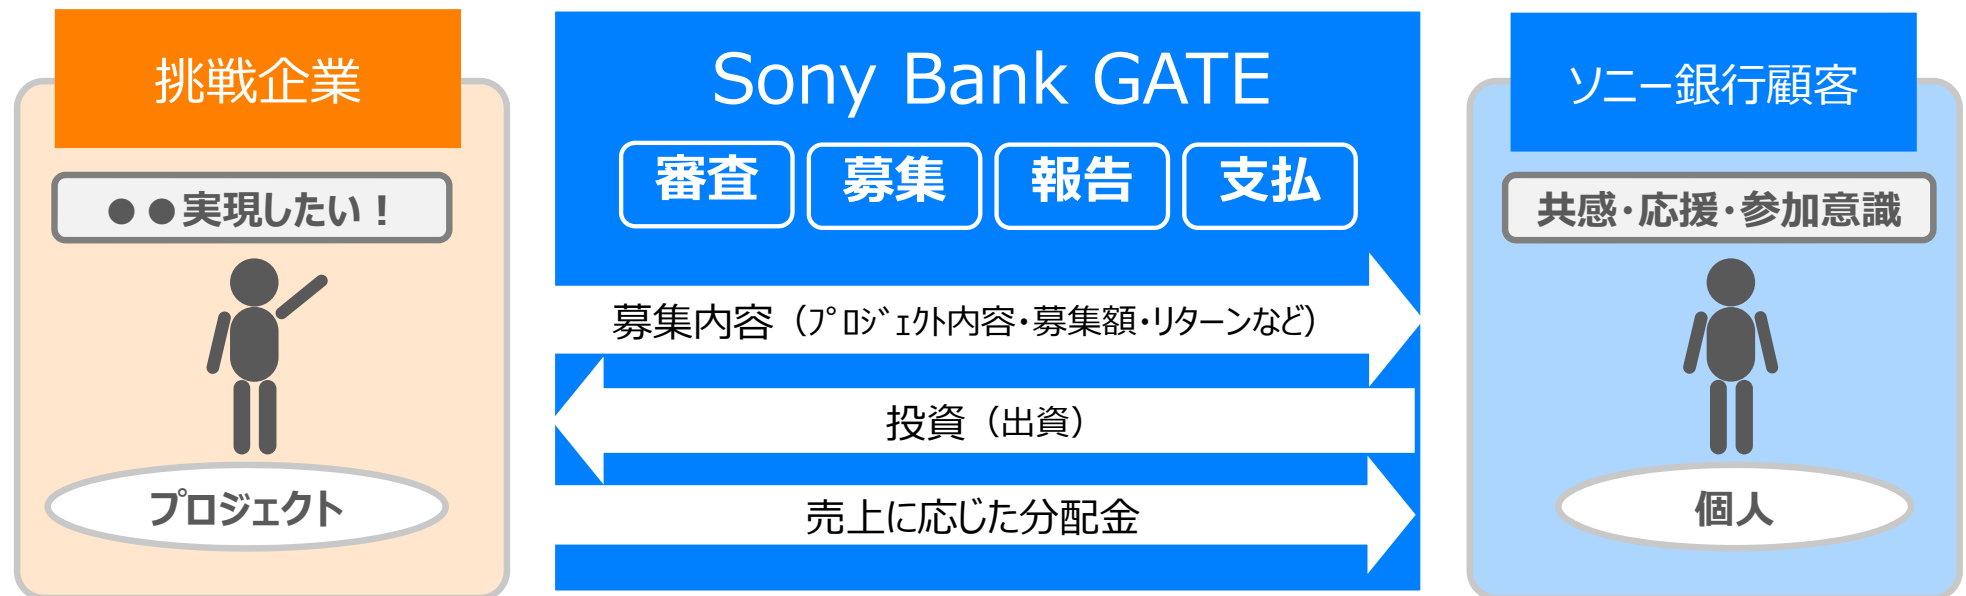 挑戦企業
●●実現したい!
プロジェクト
Sony Bank GATE
審査 募集 報告 支払
募集内容(プロジェクト内容・募集額・リターンなど)
投資(出資)
売上に応じた分配金
ソニー銀行顧客
共感・応援・参加意識
個人